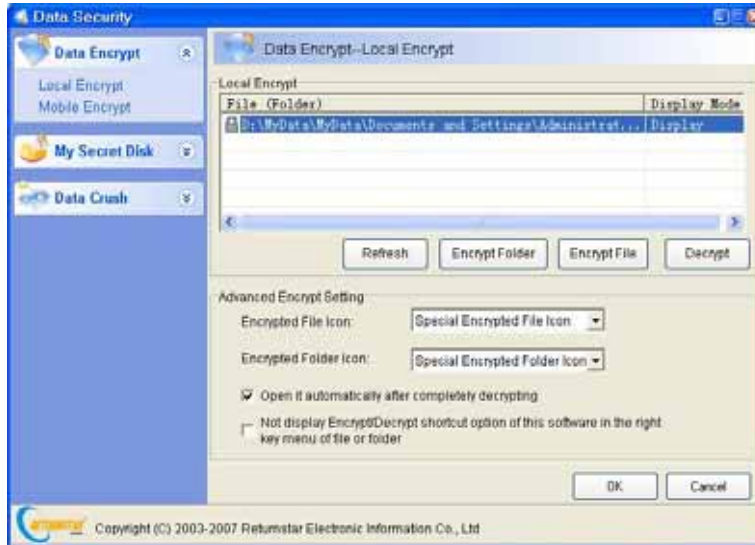 Data Security
Data Encrypt
Local Encrypt
Mobile Encrypt
My Secret Disk
Data Crush
Data Encrypt--Local Encrypt
Local Encrypt
File (Folder) Display Mode
D:\MyData\MyData\Documents and Settings\Administrat... Display
Refresh Encrypt Folder Encrypt File Decrypt
Advanced Encrypt Setting
Encrypted File Icon: Special Encrypted File Icon
Encrypted Folder Icon: Special Encrypted Folder Icon
Open it automatically after completely decrypting
Not display Encrypt/Decrypt shortcut option of this software in the right
key menu of file or folder
OK Cancel
Copyright (C) 2003-2007 Returnstar Electronic Information Co., Ltd